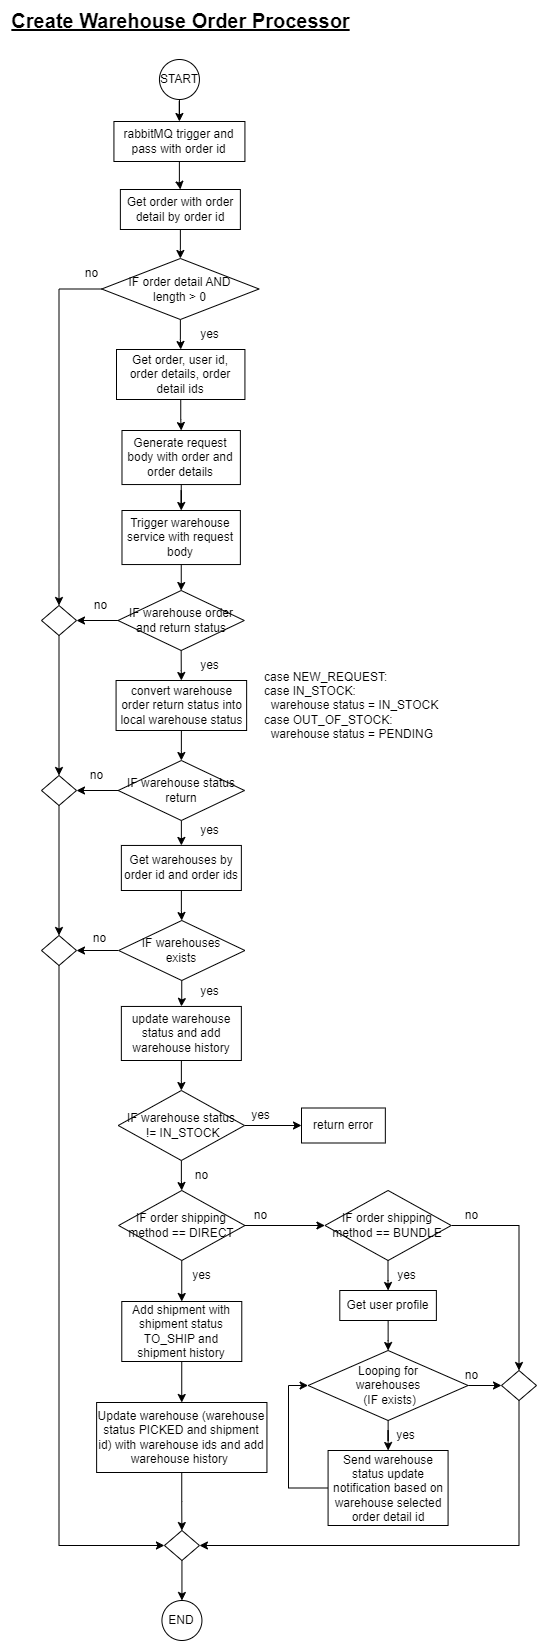 Create Warehouse Order Processor
START
rabbitMQ trigger and
pass with order id
Get order with order
detail by order id
no
IF order detail AND
length > 0
yes
Get order, user id,
order details, order
detail ids
Generate request
body with order and
order details
Trigger warehouse
service with request
body
no
IF warehouse order
and return status
yes
convert warehouse
order return status into
local warehouse status
case NEW_REQUEST:
case IN_STOCK:
warehouse status = IN_STOCK
case OUT_OF_STOCK:
warehouse status = PENDING
no
IF warehouse status
return
yes
Get warehouses by
order id and order ids
no
IF warehouses
exists
yes
update warehouse
status and add
warehouse history
IF warehouse status
!= IN_STOCK
yes
return error
no
IF order shipping
method == DIRECT
no
IF order shipping
method == BUNDLE
no
yes
yes
Add shipment with
shipment status
TO_SHIP and
shipment history
Get user profile
Looping for
warehouses
(IF exists)
no
yes
Update warehouse (warehouse
status PICKED and shipment
id) with warehouse ids and add
warehouse history
Send warehouse
status update
notification based on
warehouse selected
order detail id
END